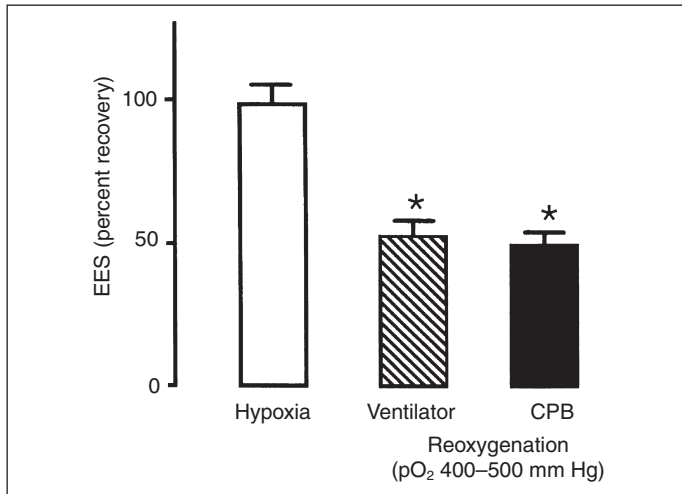 EES (percent recovery)
100
50
0
*
*
Hypoxia Ventilator CPB
Reoxygenation
(pO₂ 400–500 mm Hg)